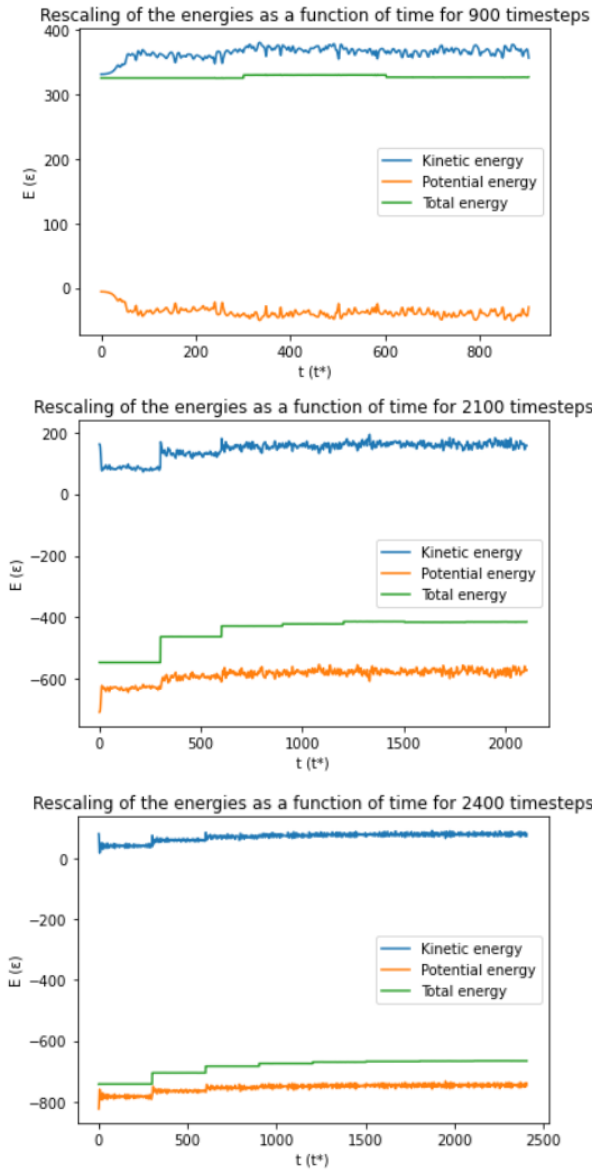 Rescaling of the energies as a function of time for 900 timesteps
400
300
200
100
0
E (ε)
Kinetic energy
Potential energy
Total energy
0 200 400 600 800
t (t*)
Rescaling of the energies as a function of time for 2100 timesteps
200
0
−200
−400
−600
E (ε)
Kinetic energy
Potential energy
Total energy
0 500 1000 1500 2000
t (t*)
Rescaling of the energies as a function of time for 2400 timesteps
0
−200
−400
−600
−800
E (ε)
Kinetic energy
Potential energy
Total energy
0 500 1000 1500 2000 2500
t (t*)